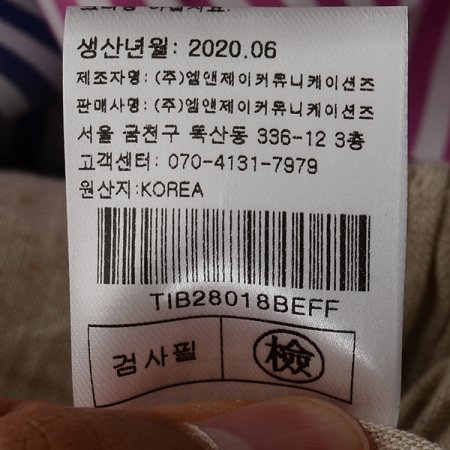 생산년월: 2020.06
제조자명: (주)엠앤제이커뮤니케이션즈
판매사명: (주)엠앤제이커뮤니케이션즈
서울 금천구 독산동 336-12 3층
고객센터: 070-4131-7979
원산지:KOREA
TIB28018BEFF
검사필 檢